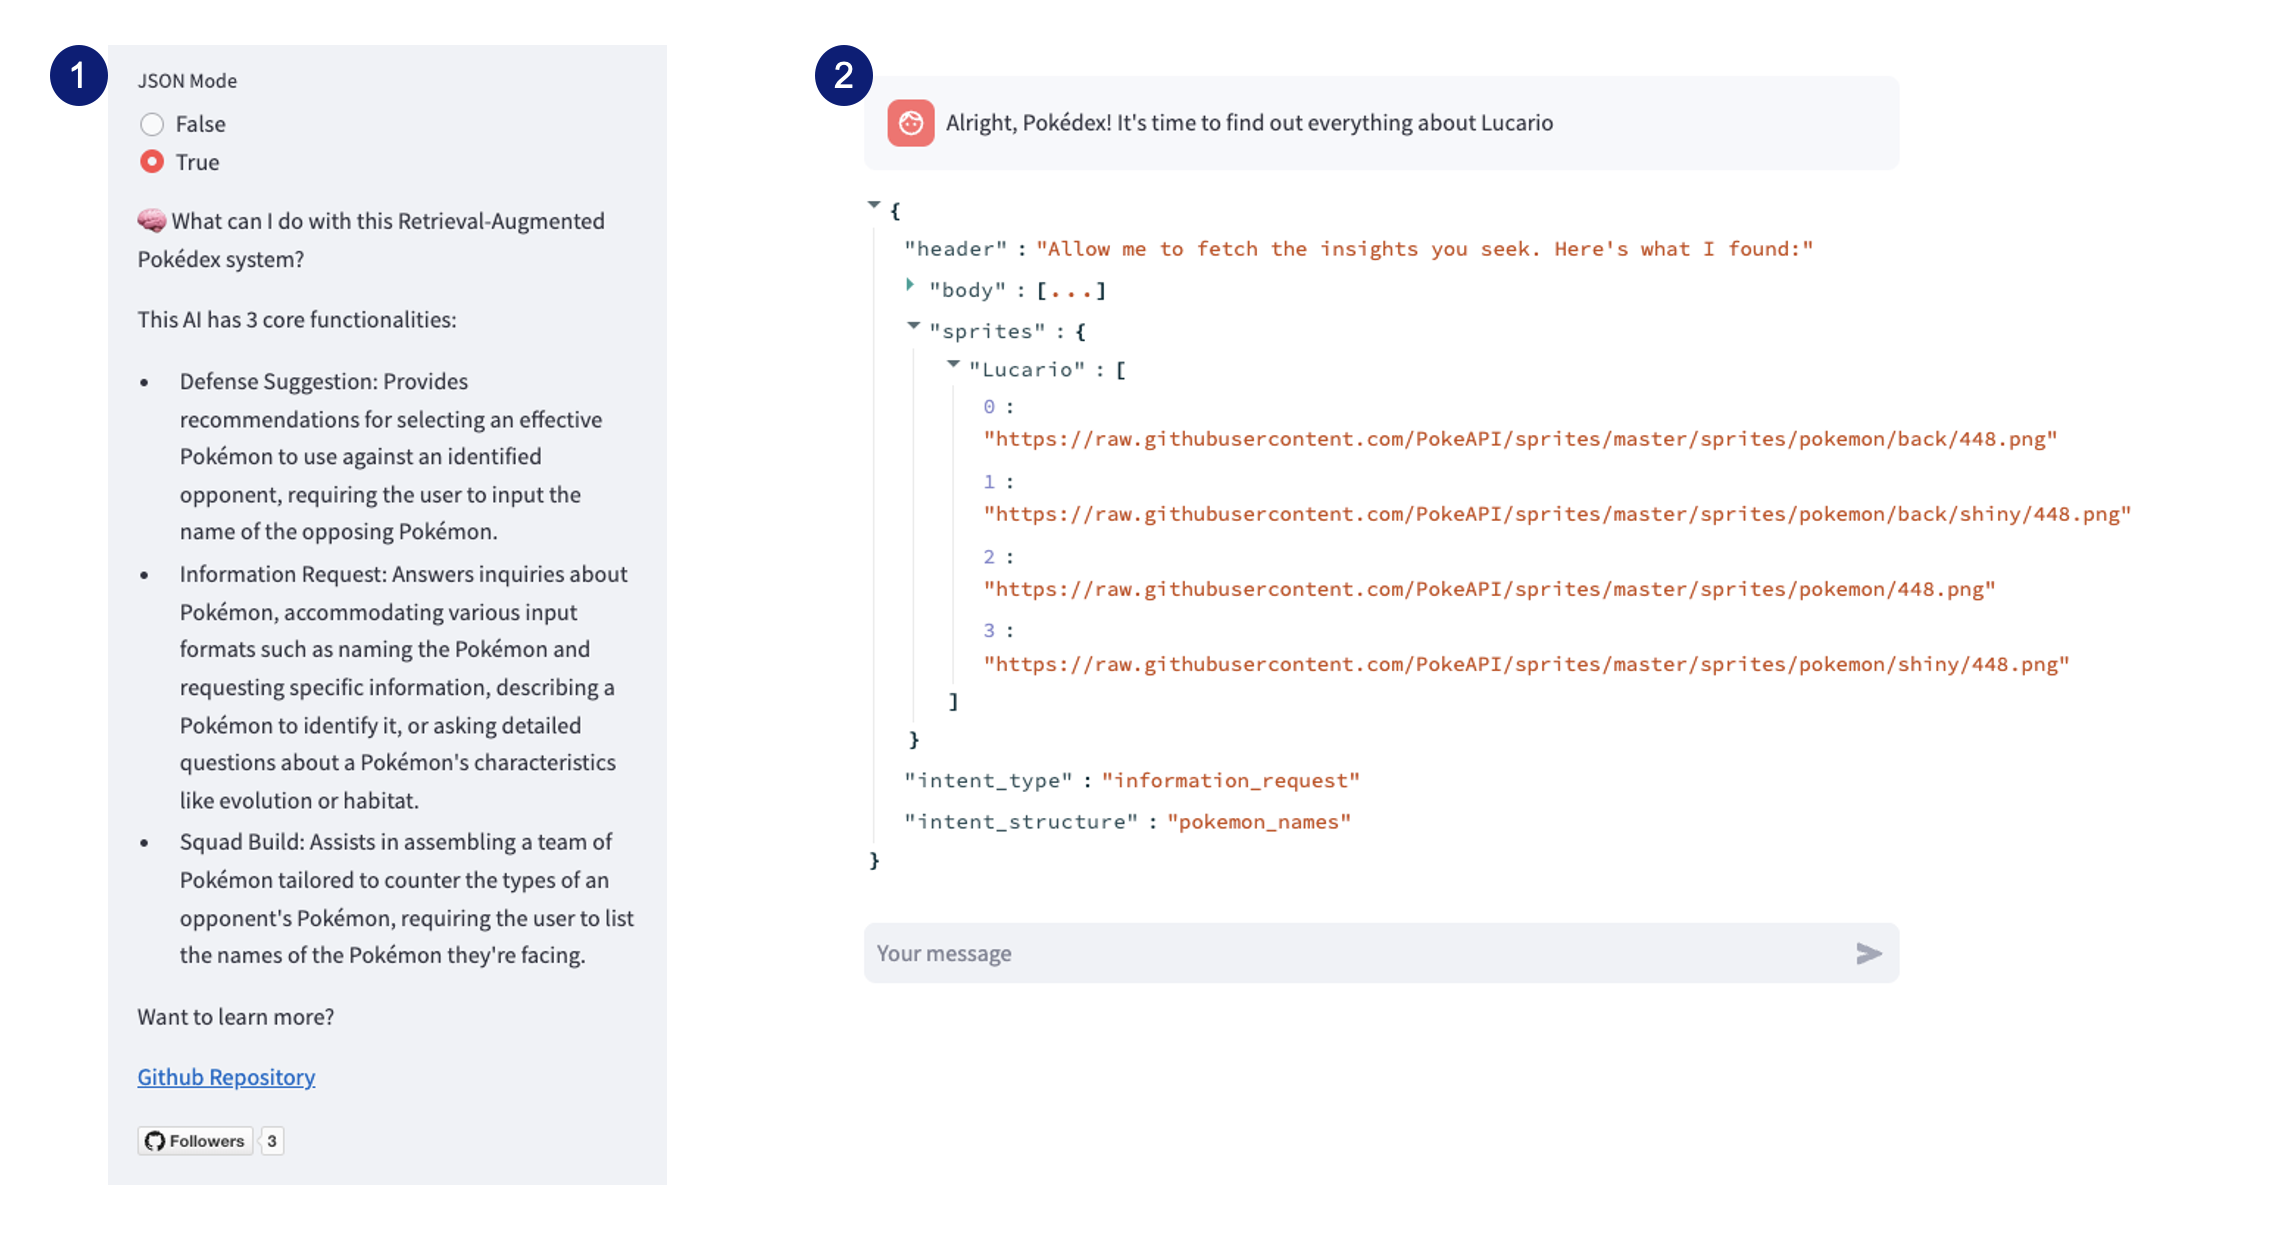 1
JSON Mode
False
True
What can I do with this Retrieval-Augmented
Pokédex system?
This AI has 3 core functionalities:
• Defense Suggestion: Provides
recommendations for selecting an effective
Pokémon to use against an identified
opponent, requiring the user to input the
name of the opposing Pokémon.
• Information Request: Answers inquiries about
Pokémon, accommodating various input
formats such as naming the Pokémon and
requesting specific information, describing a
Pokémon to identify it, or asking detailed
questions about a Pokémon's characteristics
like evolution or habitat.
• Squad Build: Assists in assembling a team of
Pokémon tailored to counter the types of an
opponent's Pokémon, requiring the user to list
the names of the Pokémon they're facing.
Want to learn more?
Github Repository
Followers 3
2
Alright, Pokédex! It's time to find out everything about Lucario
{
"header" : "Allow me to fetch the insights you seek. Here's what I found:"
"body" : [...]
"sprites" : {
"Lucario" : [
0 :
"https://raw.githubusercontent.com/PokeAPI/sprites/master/sprites/pokemon/back/448.png"
1 :
"https://raw.githubusercontent.com/PokeAPI/sprites/master/sprites/pokemon/back/shiny/448.png"
2 :
"https://raw.githubusercontent.com/PokeAPI/sprites/master/sprites/pokemon/448.png"
3 :
"https://raw.githubusercontent.com/PokeAPI/sprites/master/sprites/pokemon/shiny/448.png"
]
}
"intent_type" : "information_request"
"intent_structure" : "pokemon_names"
}
Your message